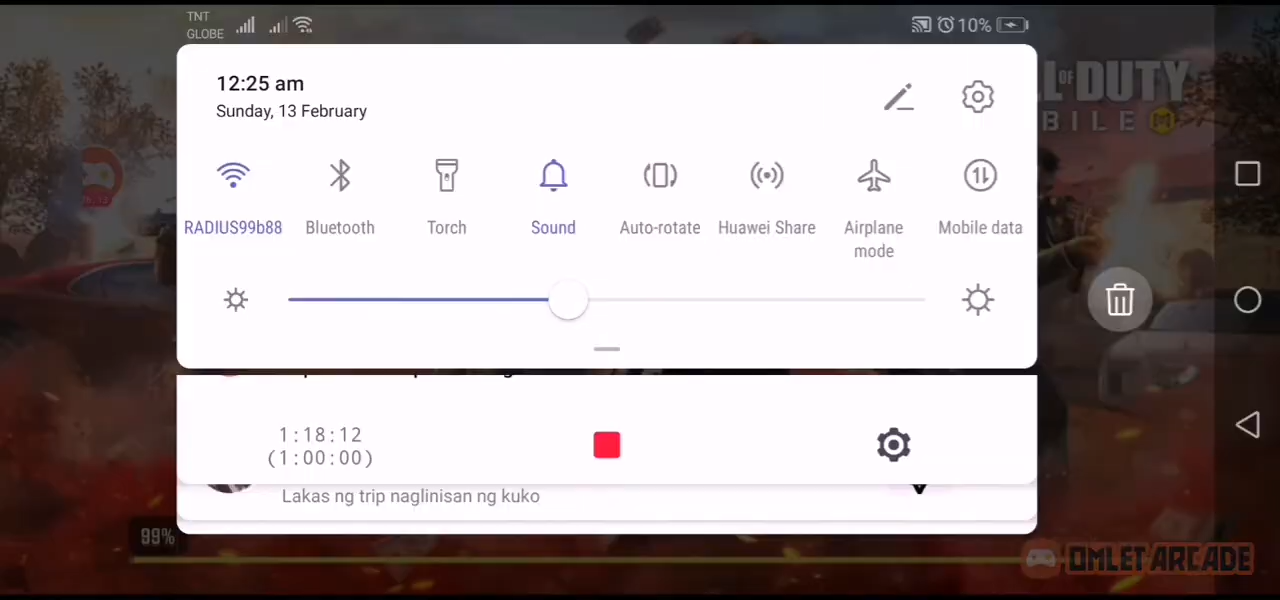 TNT
GLOBE
10%
12:25 am
Sunday, 13 February
OF DUTY
BILE
RADIUS99b88
Bluetooth
Torch
Sound
Auto-rotate
Huawei Share
Airplane
mode
Mobile data
1:18:12
(1:00:00)
Lakas ng trip naglinisan ng kuko
99%
OMLET ARCADE